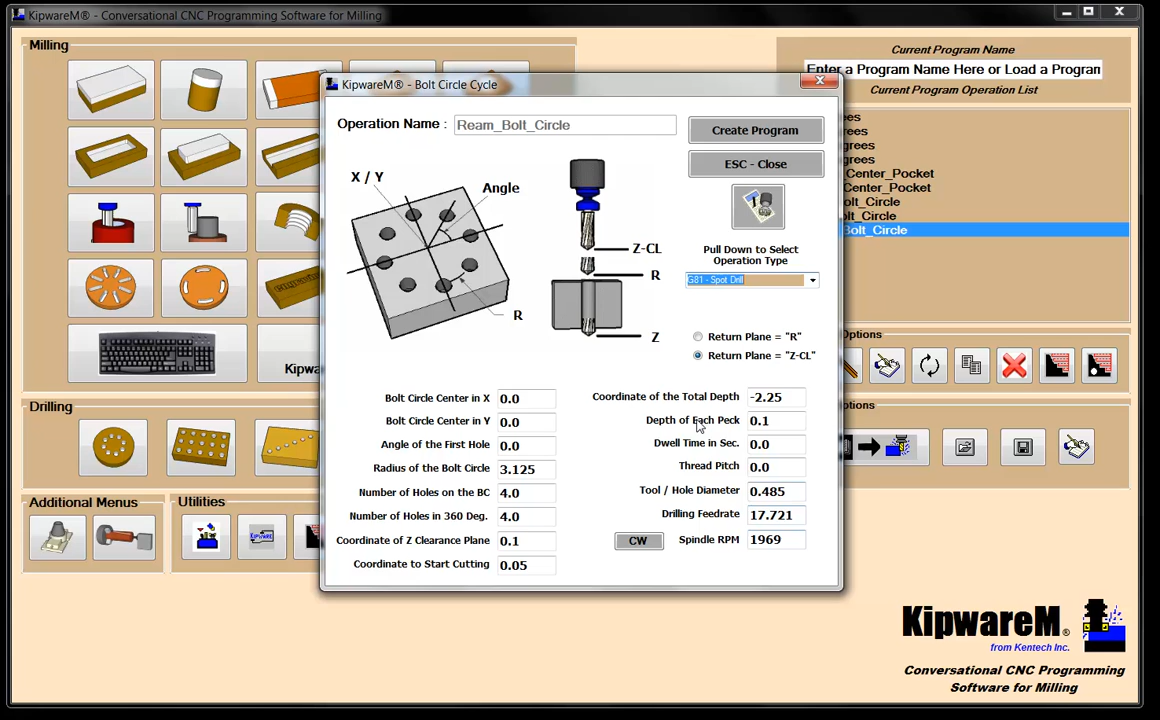 KipwareM® - Conversational CNC Programming Software for Milling
Milling
Current Program Name
Enter a Program Name Here or Load a Program
Current Program Operation List
ees
rees
grees
egrees
Center_Pocket
Center_Pocket
olt_Circle
olt_Circle
Bolt_Circle
KipwareM® - Bolt Circle Cycle
Operation Name :
Ream_Bolt_Circle
Create Program
ESC - Close
X / Y
Angle
R
Z-CL
R
Z
Pull Down to Select
Operation Type
G81 - Spot Drill
Return Plane = "R"
Return Plane = "Z-CL"
Bolt Circle Center in X 0.0
Bolt Circle Center in Y 0.0
Angle of the First Hole 0.0
Radius of the Bolt Circle 3.125
Number of Holes on the BC 4.0
Number of Holes in 360 Deg. 4.0
Coordinate of Z Clearance Plane 0.1
Coordinate to Start Cutting 0.05
Coordinate of the Total Depth -2.25
Depth of Each Peck 0.1
Dwell Time in Sec. 0.0
Thread Pitch 0.0
Tool / Hole Diameter 0.485
Drilling Feedrate 17.721
CW Spindle RPM 1969
Kipwa
Options
ptions
Drilling
Additional Menus
Utilities
KipwareM®
from Kentech Inc.
Conversational CNC Programming
Software for Milling